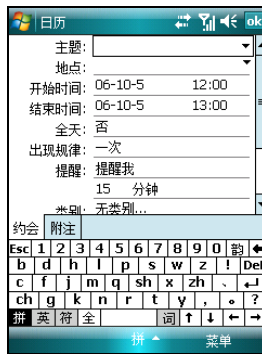 日历 ok
主题:
地点:
开始时间: 06-10-5 12:00
结束时间: 06-10-5 13:00
全天: 否
出现规律: 一次
提醒: 提醒我
15 分钟
类别: 无类别...
约会 附注
Esc 1 2 3 4 5 6 7 8 9 0 韵
b d h l p s w z ! Del
c f j m q sh x zh 、
ch g k n r t y , 。 ?
拼 英 符 全 词 ↑ ↓ ← →
拼 菜单